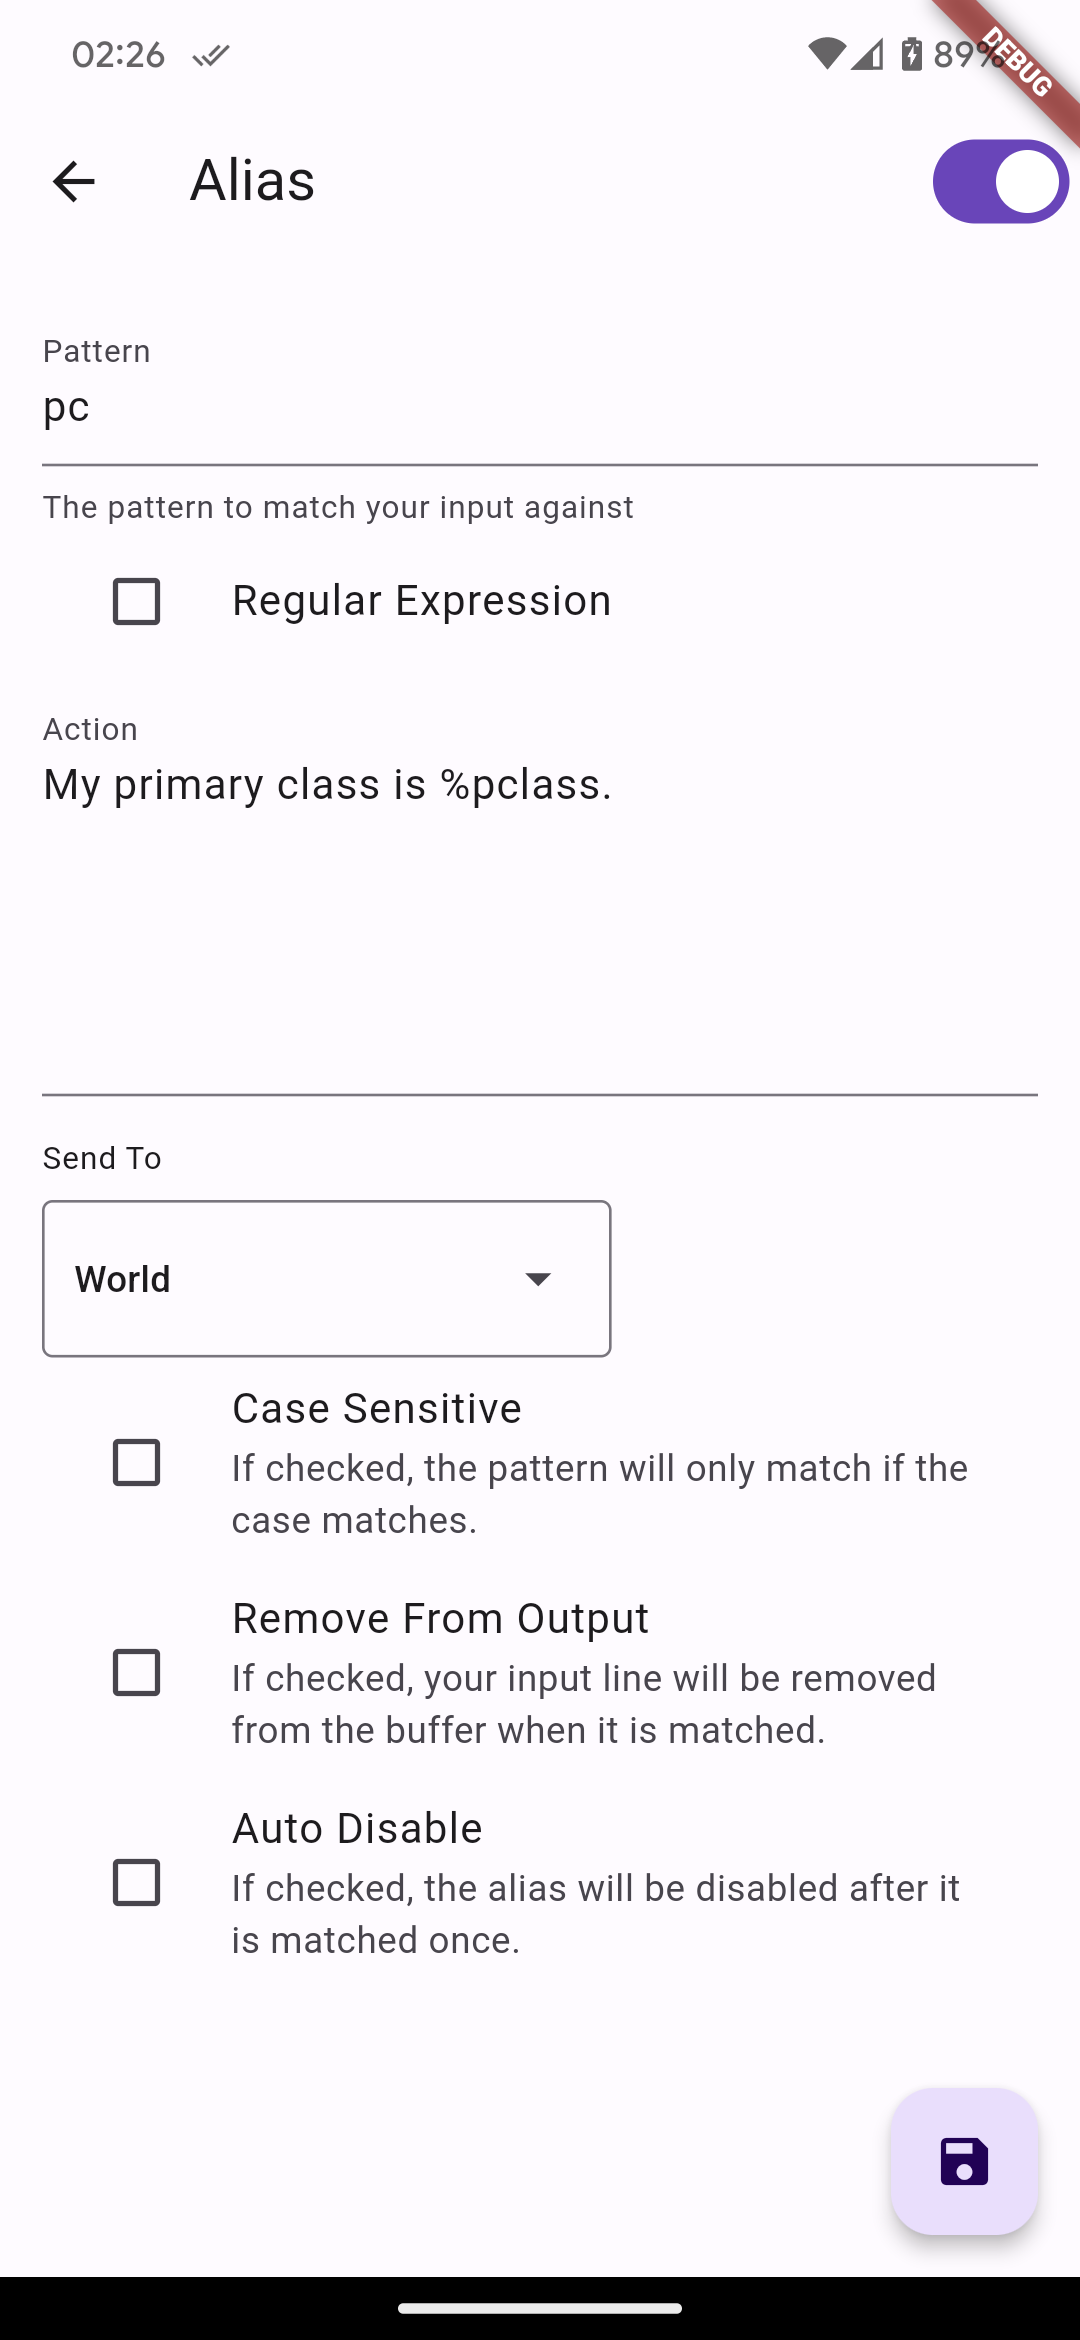 02:26
89%
DEBUG
Alias
Pattern
pc
The pattern to match your input against
Regular Expression
Action
My primary class is %pclass.
Send To
World
Case Sensitive
If checked, the pattern will only match if the
case matches.
Remove From Output
If checked, your input line will be removed
from the buffer when it is matched.
Auto Disable
If checked, the alias will be disabled after it
is matched once.